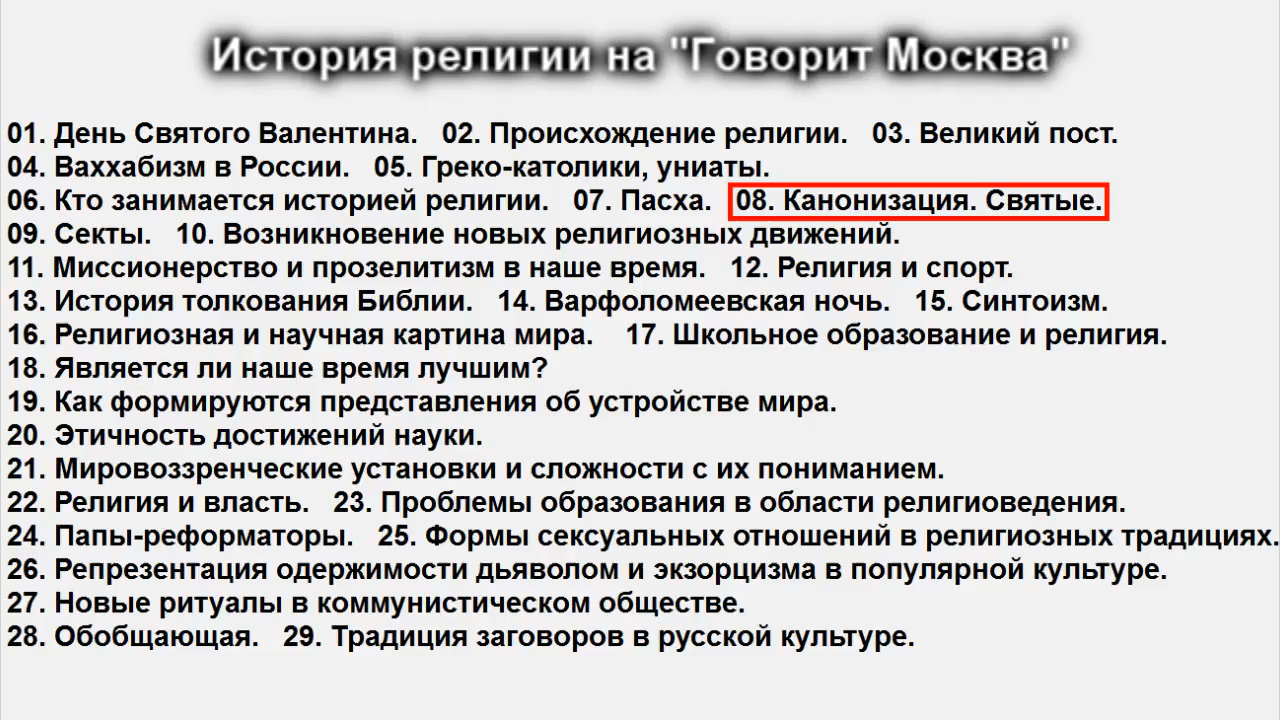 История религии на "Говорит Москва"
01. День Святого Валентина. 02. Происхождение религии. 03. Великий пост.
04. Ваххабизм в России. 05. Греко-католики, униаты.
06. Кто занимается историей религии. 07. Пасха. 08. Канонизация. Святые.
09. Секты. 10. Возникновение новых религиозных движений.
11. Миссионерство и прозелитизм в наше время. 12. Религия и спорт.
13. История толкования Библии. 14. Варфоломеевская ночь. 15. Синтоизм.
16. Религиозная и научная картина мира. 17. Школьное образование и религия.
18. Является ли наше время лучшим?
19. Как формируются представления об устройстве мира.
20. Этичность достижений науки.
21. Мировоззренческие установки и сложности с их пониманием.
22. Религия и власть. 23. Проблемы образования в области религиоведения.
24. Папы-реформаторы. 25. Формы сексуальных отношений в религиозных традициях.
26. Репрезентация одержимости дьяволом и экзорцизма в популярной культуре.
27. Новые ритуалы в коммунистическом обществе.
28. Обобщающая. 29. Традиция заговоров в русской культуре.